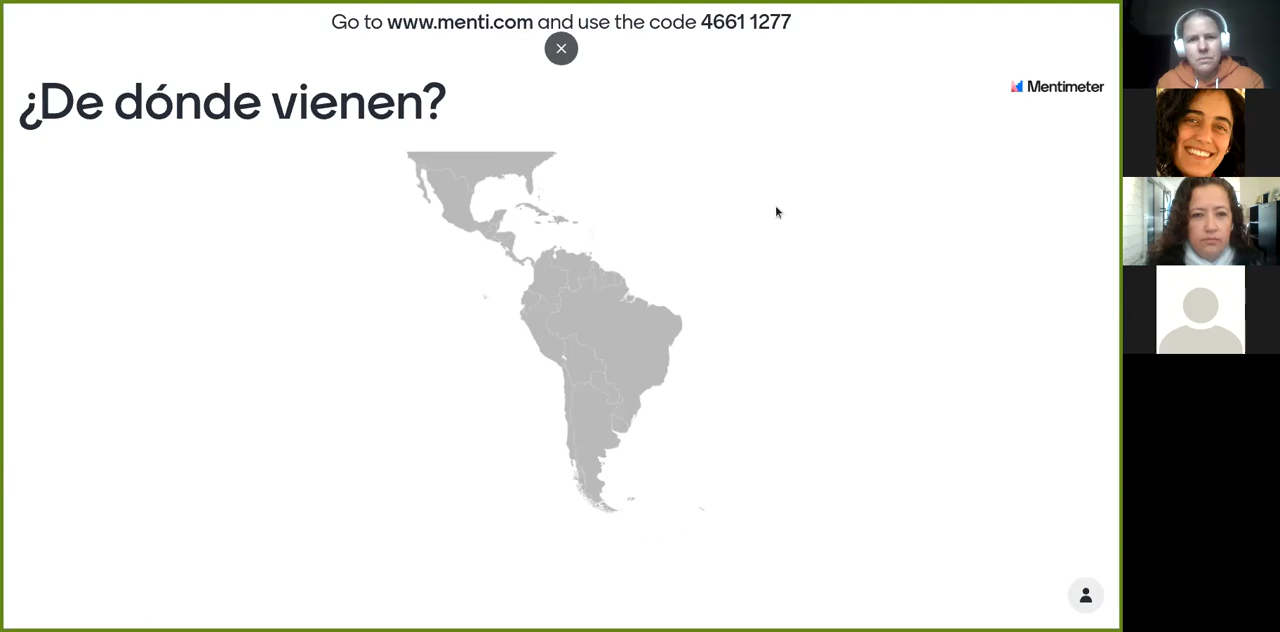 Go to www.menti.com and use the code 4661 1277
¿De dónde vienen?
Mentimeter